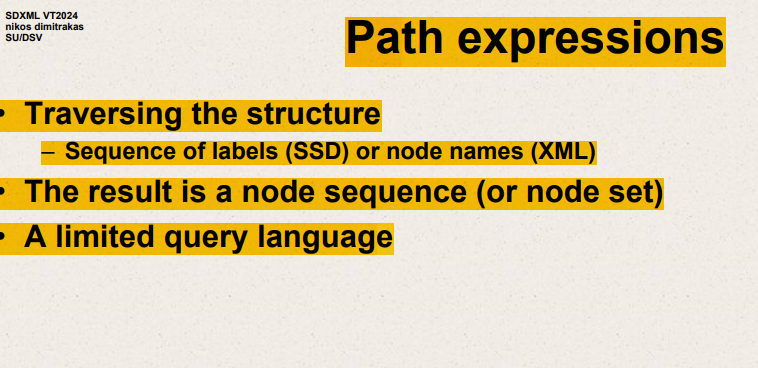 SDXML VT2024
nikos dimitrakas
SU/DSV
Path expressions
• Traversing the structure
– Sequence of labels (SSD) or node names (XML)
• The result is a node sequence (or node set)
• A limited query language